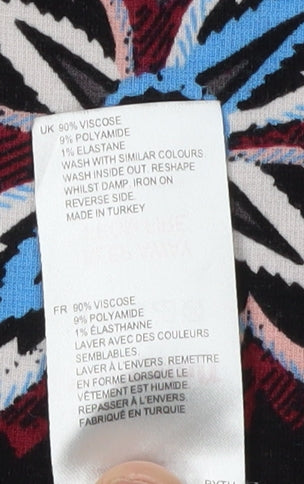 UK 90% VISCOSE
9% POLYAMIDE
1% ELASTANE
WASH WITH SIMILAR COLOURS
WASH INSIDE OUT. RESHAPE
WHILST DAMP. IRON ON
REVERSE SIDE.
MADE IN TURKEY
FR 90% VISCOSE
9% POLYAMIDE
1% ÉLASTHANNE
LAVER AVEC DES COULEURS
SEMBLABLES.
LAVER À L'ENVERS. REMETTRE
EN FORME LORSQUE LE
VÊTEMENT EST HUMIDE.
REPASSER À L'ENVERS.
FABRIQUÉ EN TURQUIE